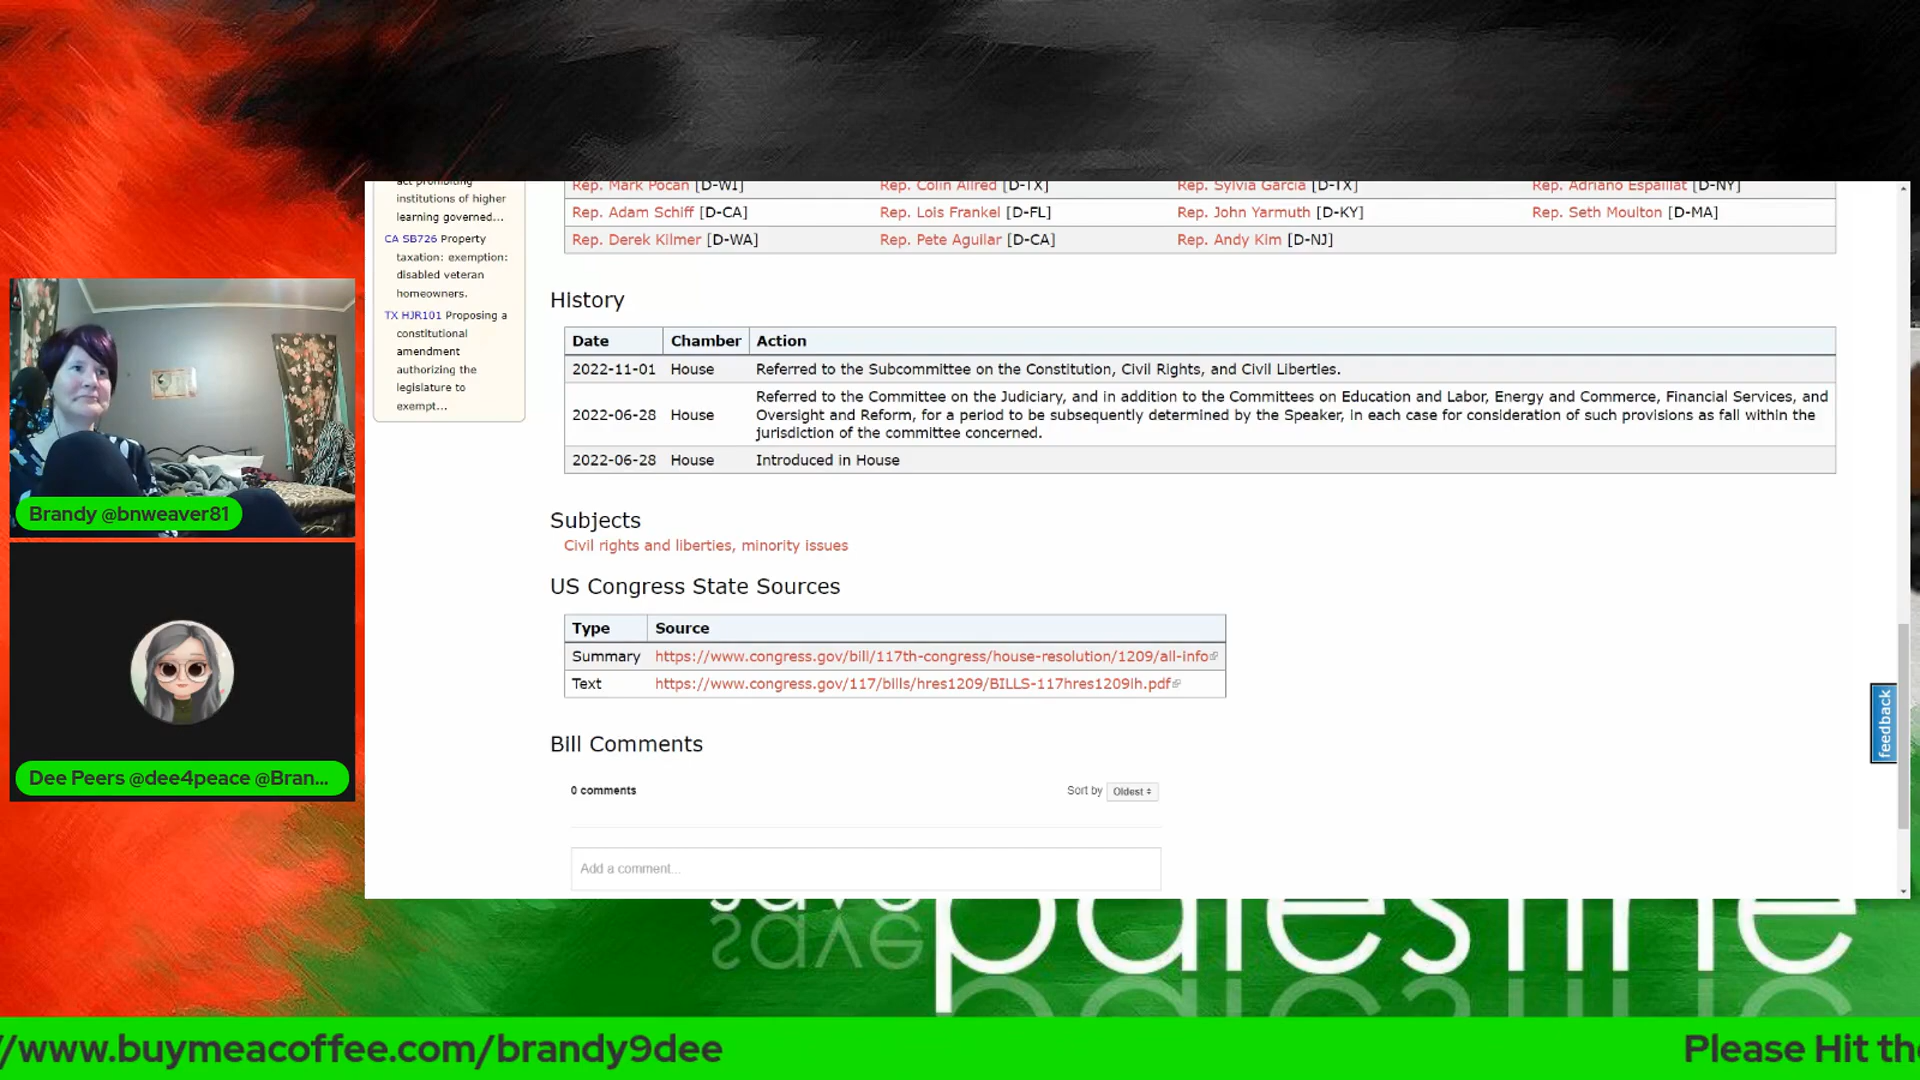 act prohibiting
institutions of higher
learning governed...
CA SB726 Property
taxation: exemption:
disabled veteran
homeowners.
TX HJR101 Proposing a
constitutional
amendment
authorizing the
legislature to
exempt...
Rep. Mark Pocan [D-WI] Rep. Colin Allred [D-TX] Rep. Sylvia Garcia [D-TX] Rep. Adriano Espaillat [D-NY]
Rep. Adam Schiff [D-CA] Rep. Lois Frankel [D-FL] Rep. John Yarmuth [D-KY] Rep. Seth Moulton [D-MA]
Rep. Derek Kilmer [D-WA] Rep. Pete Aguilar [D-CA] Rep. Andy Kim [D-NJ]
History
Date Chamber Action
2022-11-01 House Referred to the Subcommittee on the Constitution, Civil Rights, and Civil Liberties.
2022-06-28 House Referred to the Committee on the Judiciary, and in addition to the Committees on Education and Labor, Energy and Commerce, Financial Services, and
Oversight and Reform, for a period to be subsequently determined by the Speaker, in each case for consideration of such provisions as fall within the
jurisdiction of the committee concerned.
2022-06-28 House Introduced in House
Subjects
Civil rights and liberties, minority issues
US Congress State Sources
Type Source
Summary https://www.congress.gov/bill/117th-congress/house-resolution/1209/all-info
Text https://www.congress.gov/117/bills/hres1209/BILLS-117hres1209ih.pdf
Bill Comments
0 comments Sort by Oldest
Add a comment...
feedback
Brandy @bnweaver81
Dee Peers @dee4peace @Bran...
save palestine
//www.buymeacoffee.com/brandy9dee Please Hit the